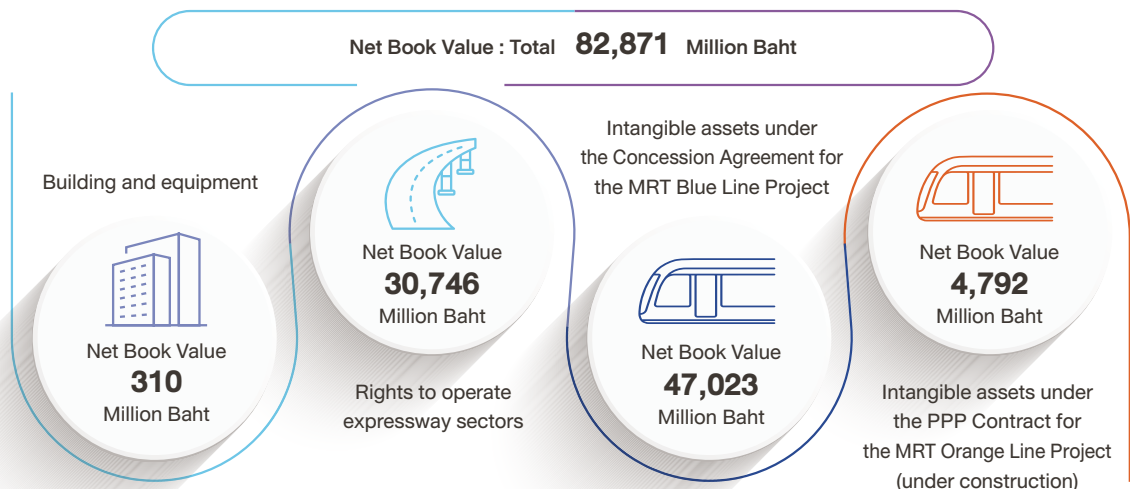 Net Book Value : Total 82,871 Million Baht
Building and equipment
Net Book Value
310
Million Baht
Net Book Value
30,746
Million Baht
Rights to operate
expressway sectors
Intangible assets under
the Concession Agreement for
the MRT Blue Line Project
Net Book Value
47,023
Million Baht
Net Book Value
4,792
Million Baht
Intangible assets under
the PPP Contract for
the MRT Orange Line Project
(under construction)